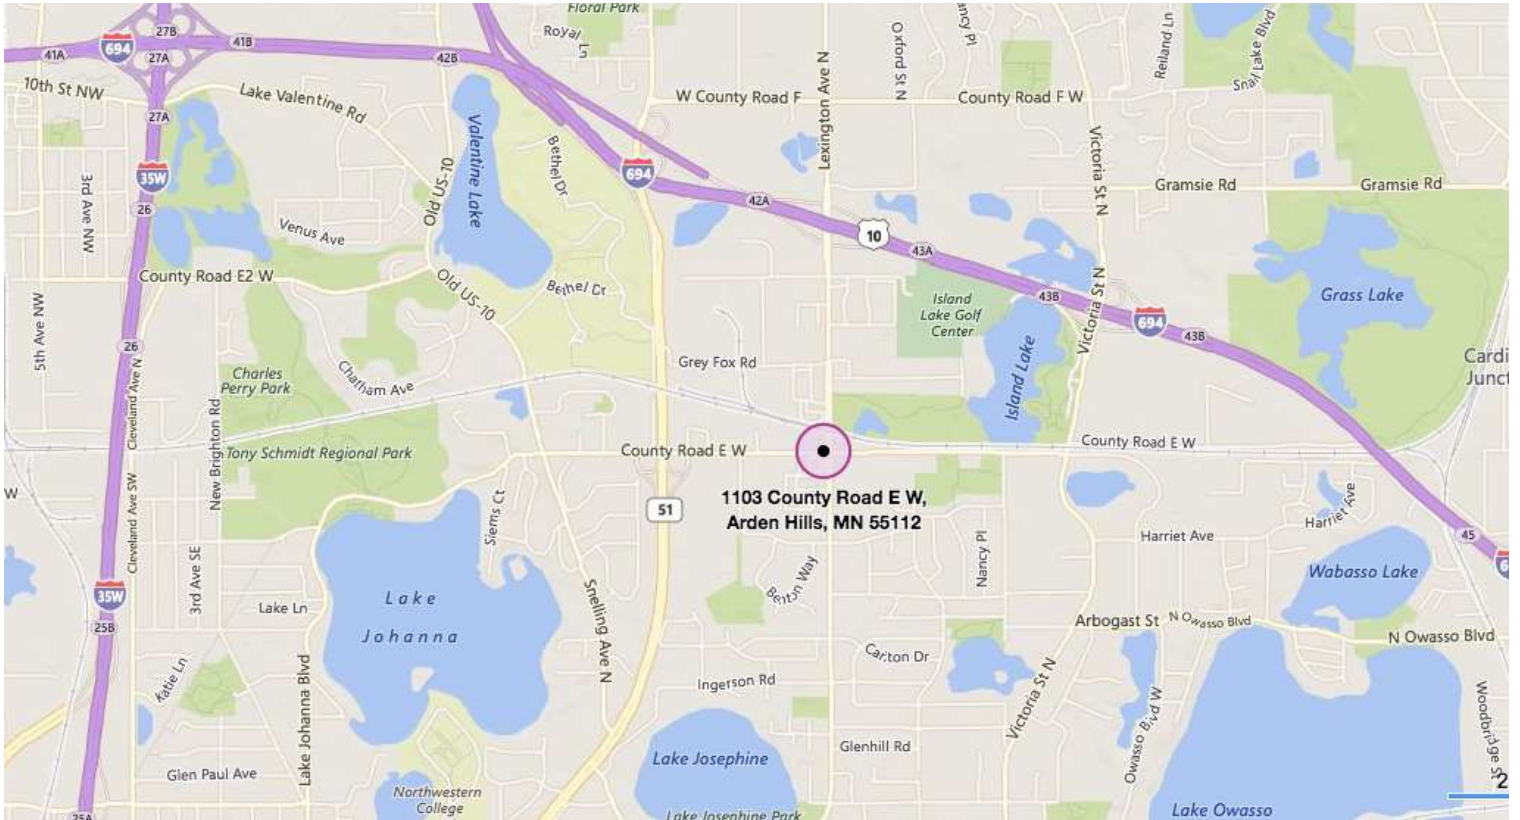 Floral Park
27B
Royal Ln
694
41A
41B
27A
42B
Oxford St N
Reiland Ln
Snail Lake Blvd
10th St NW
Lake Valentine Rd
W County Road F
Lexington Ave N
County Road F W
27A
Valentine Lake
Bethel Dr
Victoria St N
35W
694
3rd Ave NW
Old US-10
Gramsie Rd
Gramsie Rd
26
42A
Venus Ave
10
43A
County Road E2 W
Old US-10
Bethel Dr
Island
Lake Golf
Center
43B
Victoria St N
Grass Lake
5th Ave NW
694
43B
26
Cleveland Ave N
Charles
Perry Park
Chatham Ave
Grey Fox Rd
Island Lake
Cardi
Junct
New Brighton Rd
Tony Schmidt Regional Park
County Road E W
County Road E W
W
Cleveland Ave SW
Siems Ct
51
1103 County Road E W,
Arden Hills, MN 55112
Harriet Ave
Harriet Ave
45
3rd Ave SE
Nancy Pl
Benton Way
Wabasso Lake
35W
Lake
Johanna
Lake Ln
Snelling Ave N
25B
Arbogast St
N Owasso Blvd
N Owasso Blvd
Katie Ln
Lake Johanna Blvd
Carlton Dr
Ingerson Rd
Victoria St N
Owasso Blvd W
Woodbridge St
Glenhill Rd
Lake Josephine
Glen Paul Ave
Northwestern
College
2
25A
Lake Josephine Park
Lake Owasso